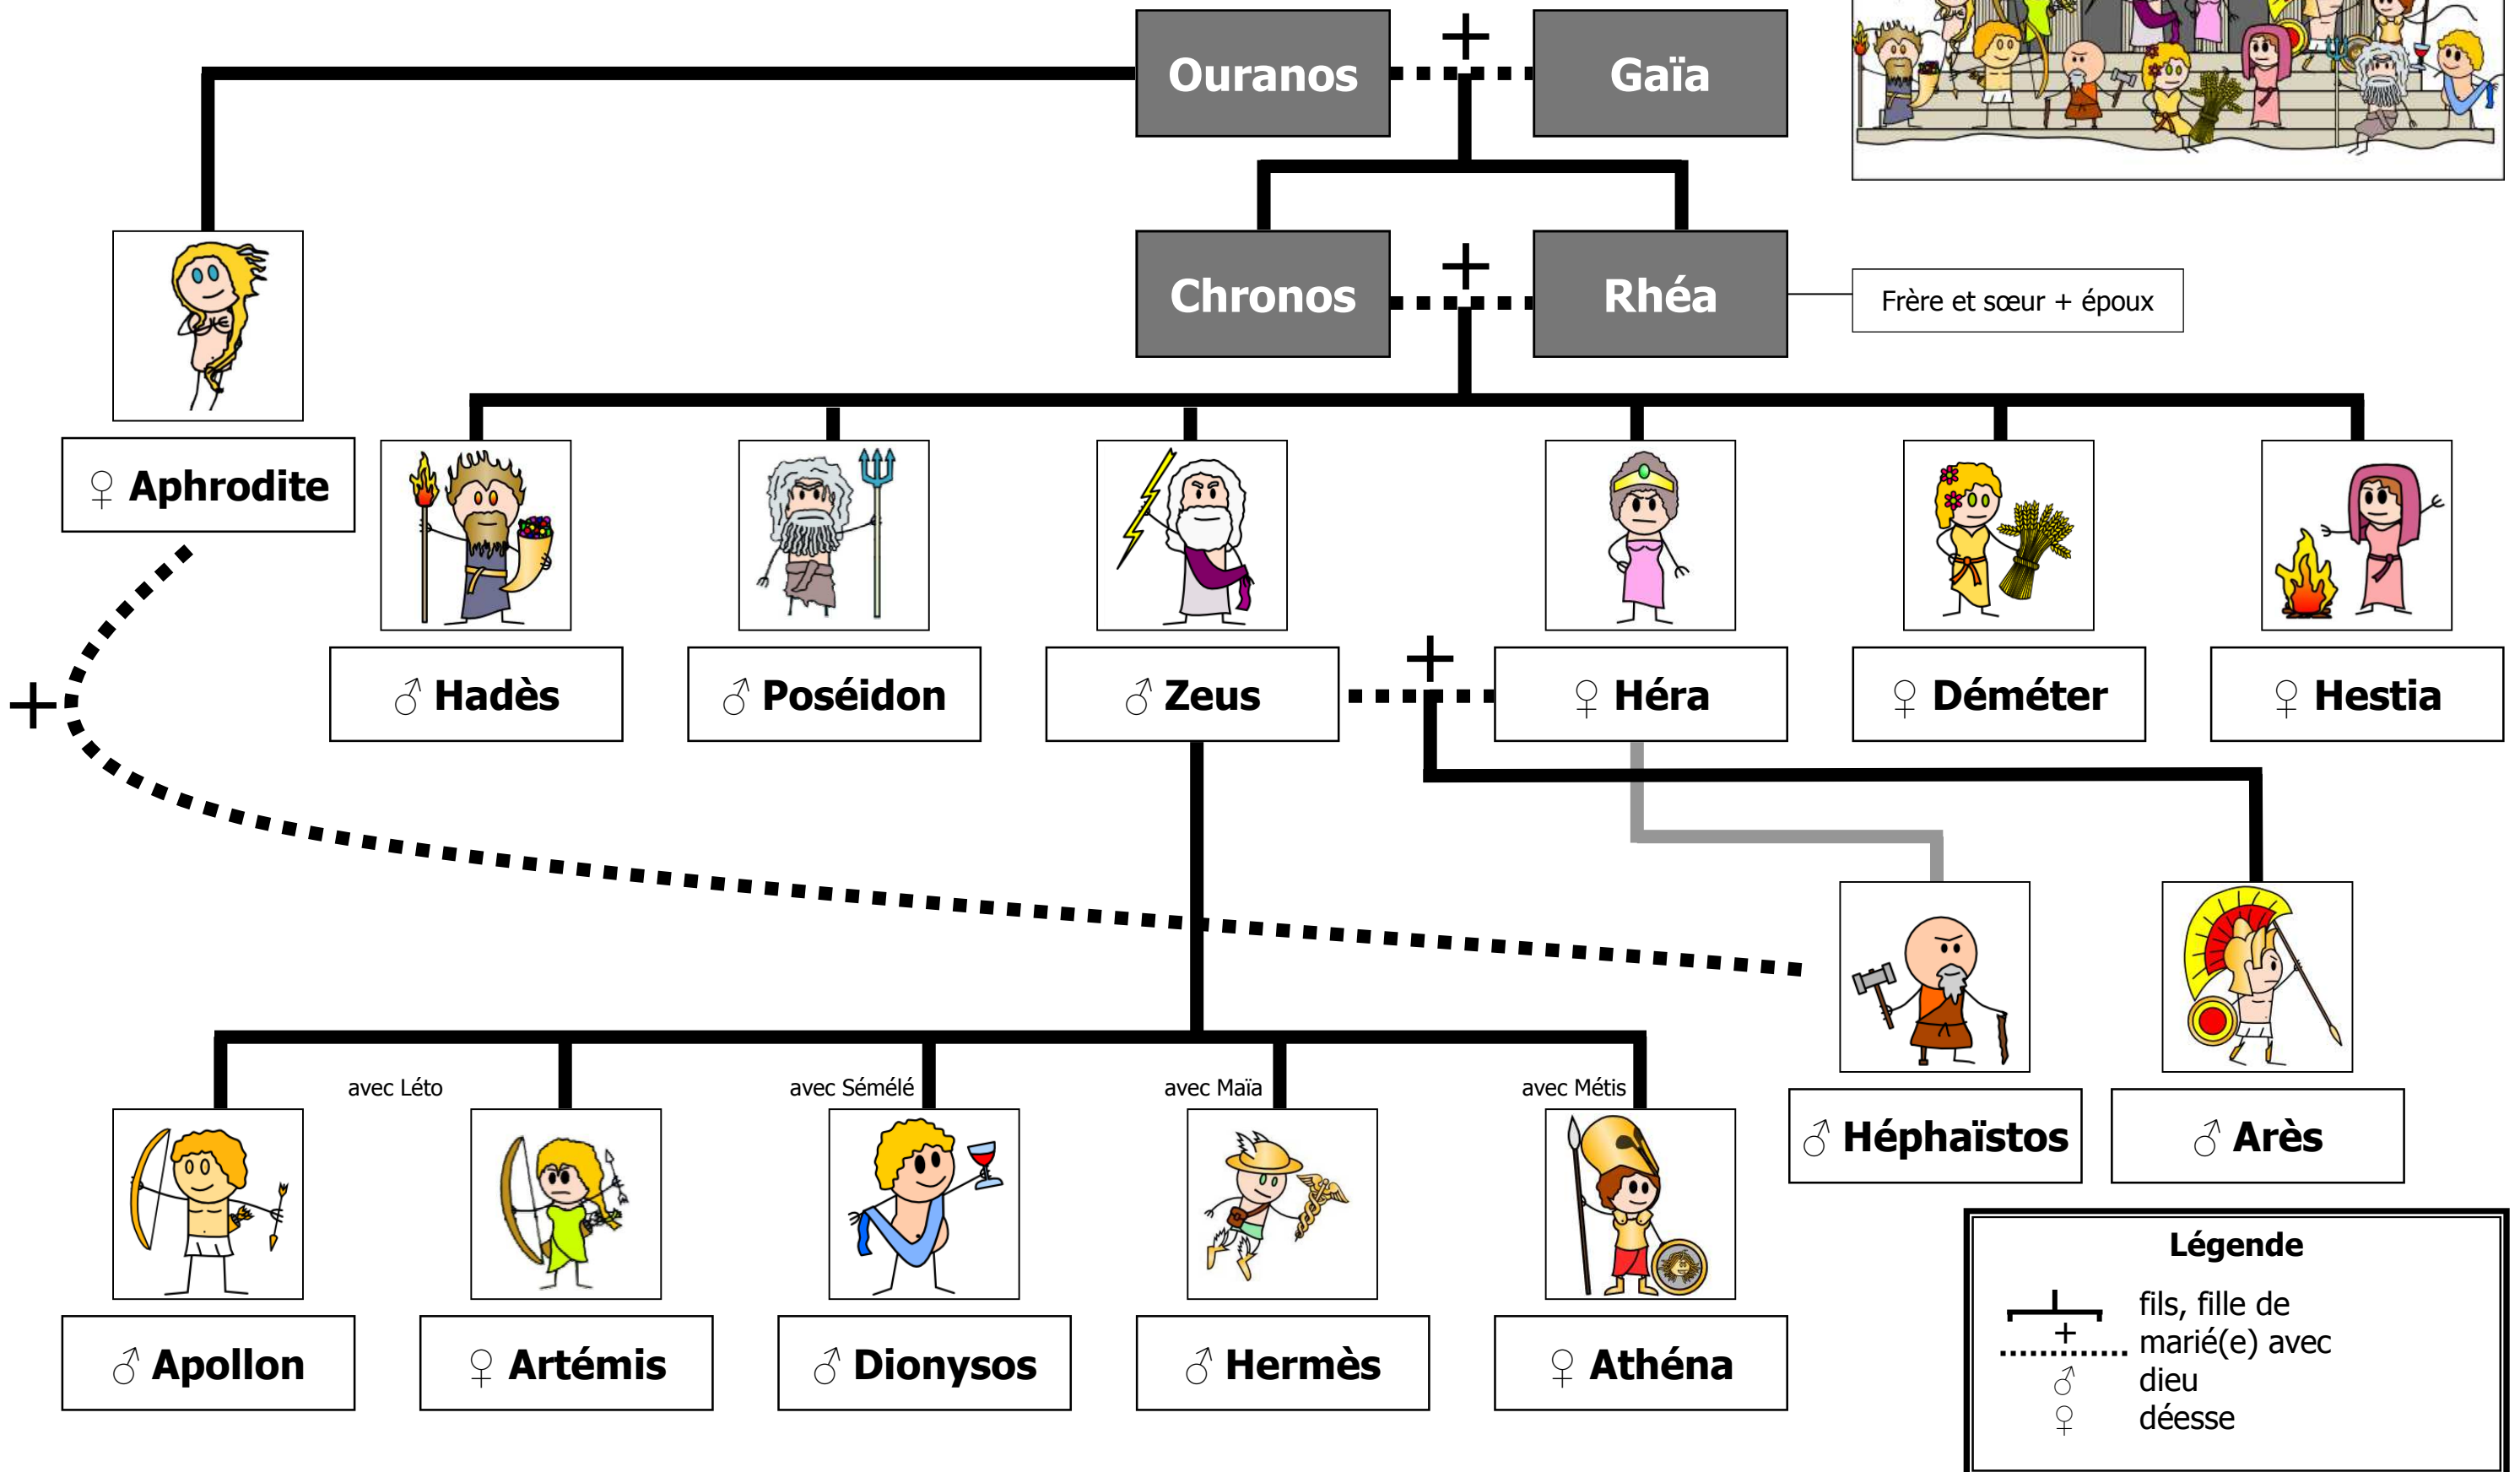 +
Ouranos
Gaïa
+
Chronos
Rhéa
Frère et sœur + époux
♀ Aphrodite
♂ Hadès
♂ Poséidon
♂ Zeus
+
♀ Héra
♀ Déméter
♀ Hestia
+
avec Léto
avec Sémélé
avec Maïa
avec Métis
♂ Héphaïstos
♂ Arès
♂ Apollon
♀ Artémis
♂ Dionysos
♂ Hermès
♀ Athéna
Légende
fils, fille de
+ marié(e) avec
♂ dieu
♀ déesse